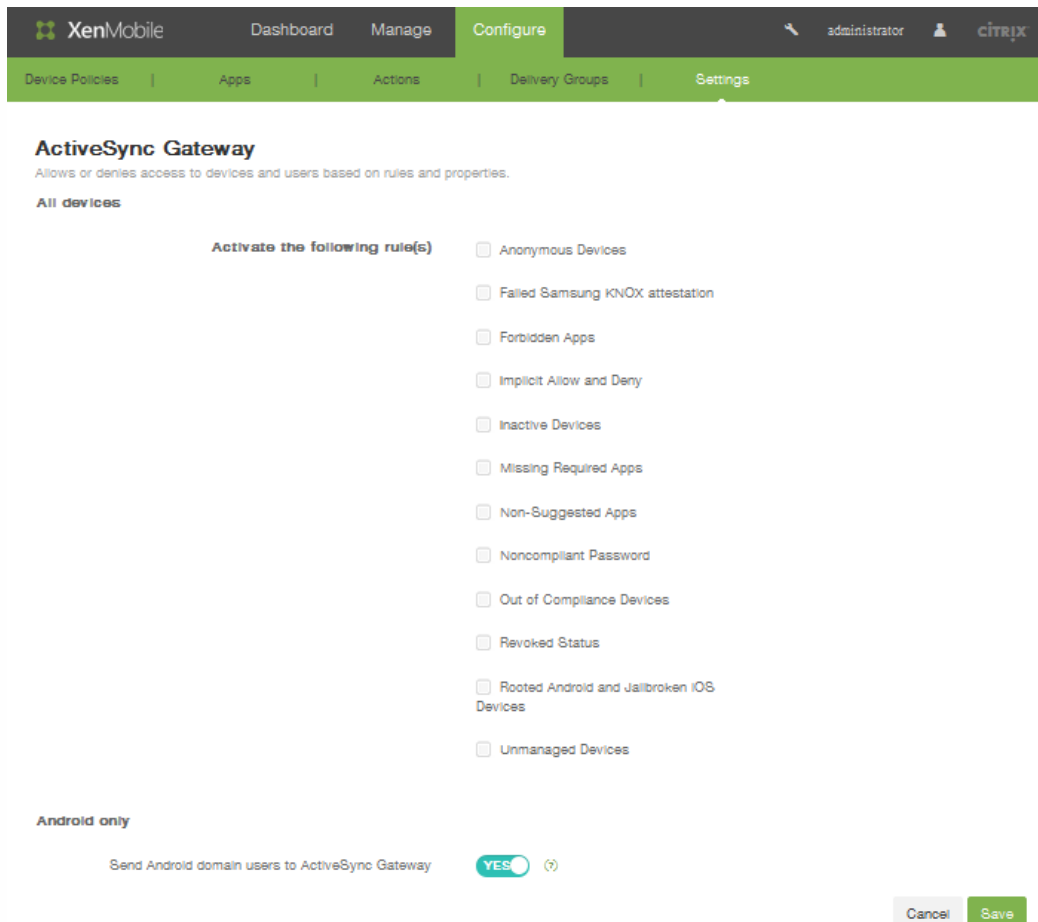 XenMobile Dashboard Manage Configure administrator CITRIX
Device Policies | Apps | Actions | Delivery Groups | Settings
ActiveSync Gateway
Allows or denies access to devices and users based on rules and properties.
All devices
Activate the following rule(s)
Anonymous Devices
Failed Samsung KNOX attestation
Forbidden Apps
Implicit Allow and Deny
Inactive Devices
Missing Required Apps
Non-Suggested Apps
Noncompliant Password
Out of Compliance Devices
Revoked Status
Rooted Android and Jailbroken iOS
Devices
Unmanaged Devices
Android only
Send Android domain users to ActiveSync Gateway YES ?
Cancel Save